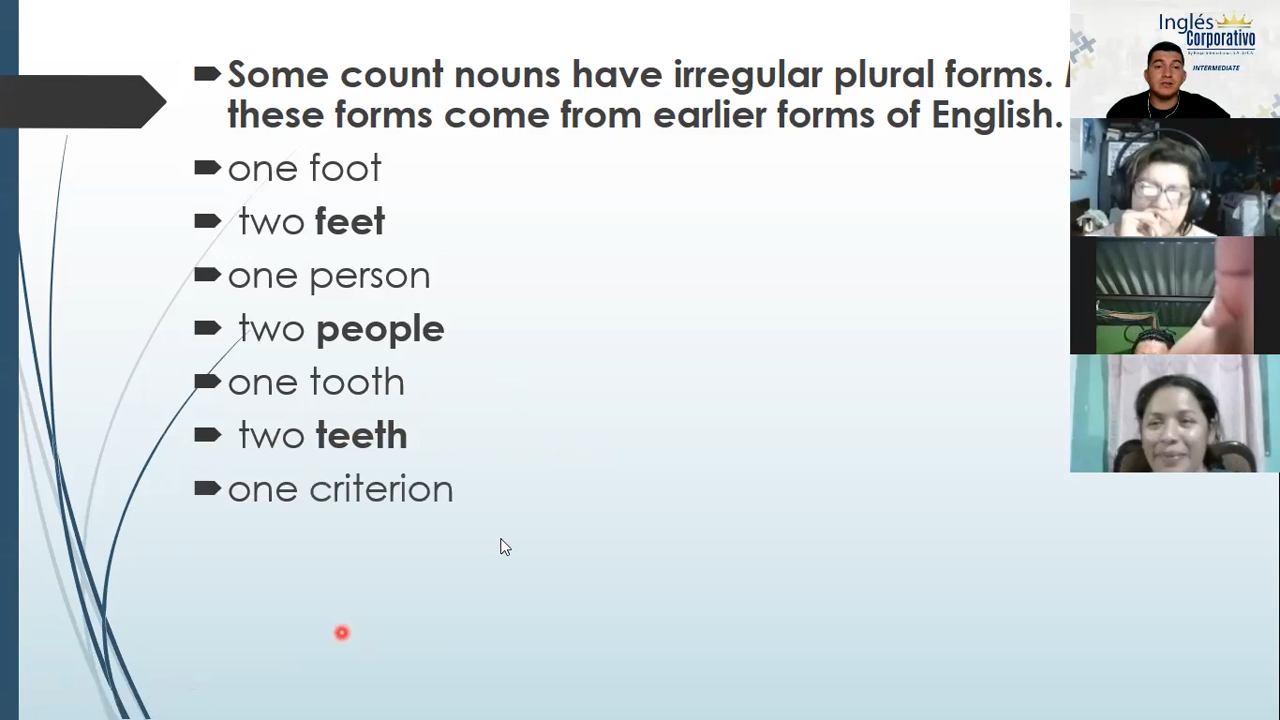 Some count nouns have irregular plural forms.
these forms come from earlier forms of English.
one foot
two feet
one person
two people
one tooth
two teeth
one criterion
Inglés
Corporativo
INTERMEDIATE